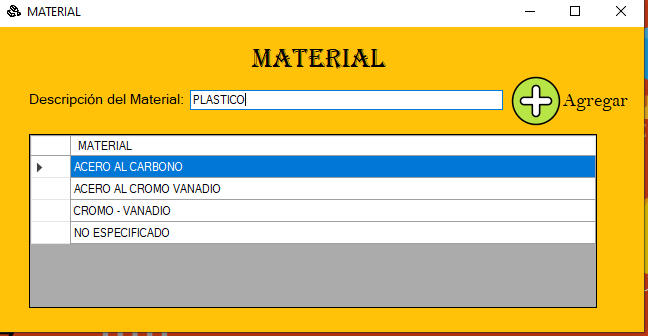 MATERIAL
MATERIAL
Descripción del Material: PLASTICO Agregar
MATERIAL
ACERO AL CARBONO
ACERO AL CROMO VANADIO
CROMO - VANADIO
NO ESPECIFICADO